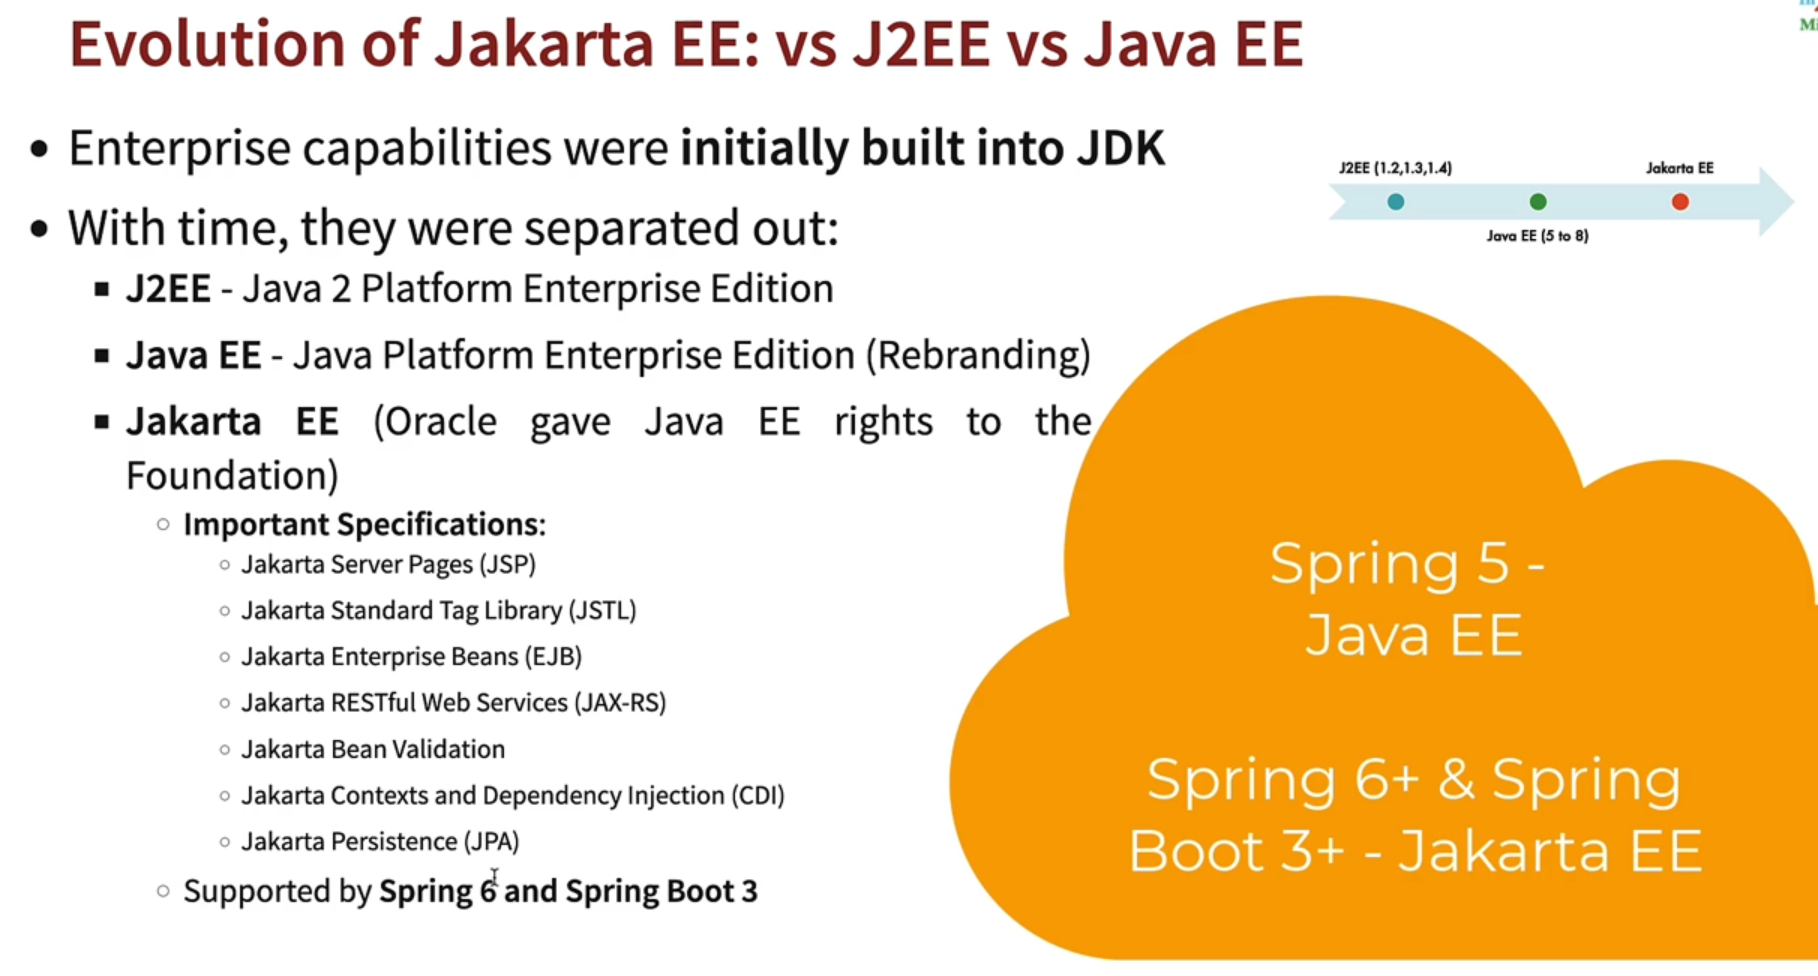 Evolution of Jakarta EE: vs J2EE vs Java EE
• Enterprise capabilities were initially built into JDK
• With time, they were separated out:
▪ J2EE - Java 2 Platform Enterprise Edition
▪ Java EE - Java Platform Enterprise Edition (Rebranding)
▪ Jakarta EE (Oracle gave Java EE rights to the
Foundation)
○ Important Specifications:
○ Jakarta Server Pages (JSP)
○ Jakarta Standard Tag Library (JSTL)
○ Jakarta Enterprise Beans (EJB)
○ Jakarta RESTful Web Services (JAX-RS)
○ Jakarta Bean Validation
○ Jakarta Contexts and Dependency Injection (CDI)
○ Jakarta Persistence (JPA)
○ Supported by Spring 6 and Spring Boot 3
J2EE (1.2,1.3,1.4)
Jakarta EE
Java EE (5 to 8)
Spring 5 -
Java EE
Spring 6+ & Spring
Boot 3+ - Jakarta EE